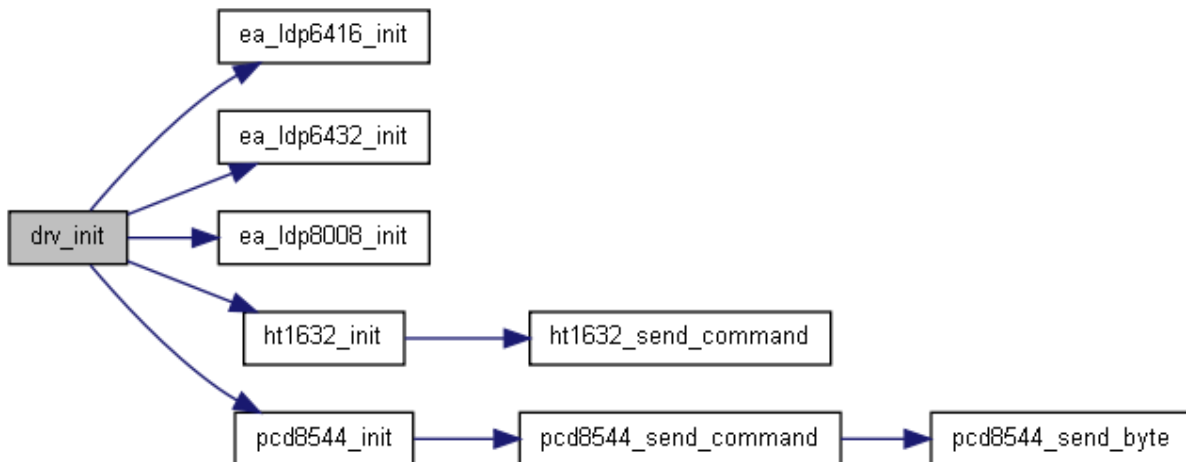 ea_ldp6416_init
ea_ldp6432_init
drv_init
ea_ldp8008_init
ht1632_init
ht1632_send_command
pcd8544_init
pcd8544_send_command
pcd8544_send_byte